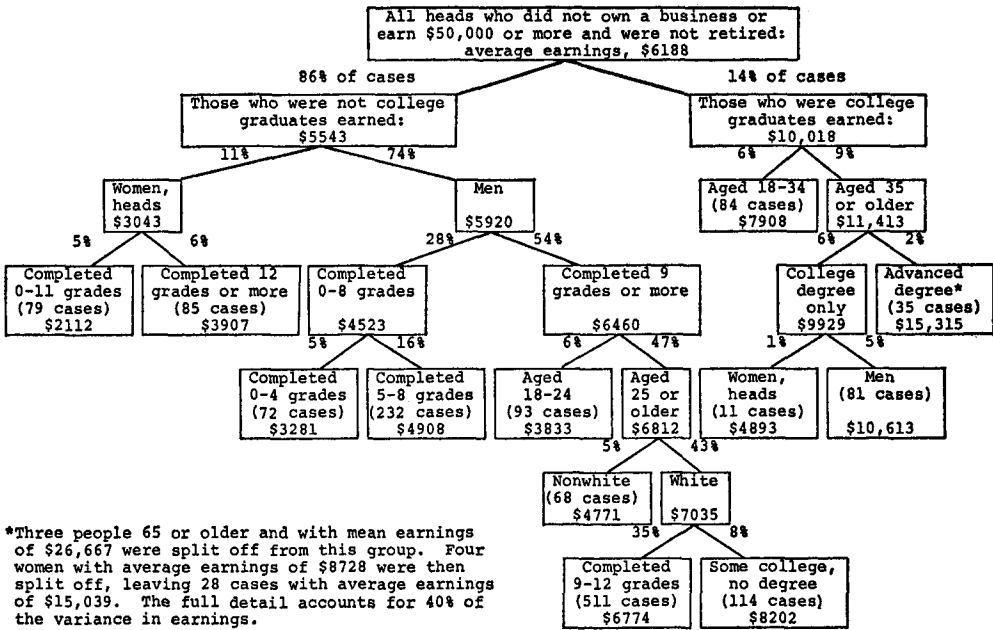 All heads who did not own a business or
earn $50,000 or more and were not retired:
average earnings, $6188
86% of cases
14% of cases
Those who were not college
graduates earned:
$5543
Those who were college
graduates earned:
$10,018
11%
74%
6%
9%
Women,
heads
$3043
Men
$5920
Aged 18-34
(84 cases)
$7908
Aged 35
or older
$11,413
5%
6%
28%
54%
6%
2%
Completed
0-11 grades
(79 cases)
$2112
Completed 12
grades or more
(85 cases)
$3907
Completed
0-8 grades
$4523
Completed 9
grades or more
$6460
College
degree
only
$9929
Advanced
degree*
(35 cases)
$15,315
5%
16%
6%
47%
1%
5%
Completed
0-4 grades
(72 cases)
$3281
Completed
5-8 grades
(232 cases)
$4908
Aged
18-24
(93 cases)
$3833
Aged
25 or
older
$6812
Women,
heads
(11 cases)
$4893
Men
(81 cases)
$10,613
5%
43%
Nonwhite
(68 cases)
$4771
White
$7035
35%
8%
Completed
9-12 grades
(511 cases)
$6774
Some college,
no degree
(114 cases)
$8202
*Three people 65 or older and with mean earnings
of $26,667 were split off from this group. Four
women with average earnings of $8728 were then
split off, leaving 28 cases with average earnings
of $15,039. The full detail accounts for 40% of
the variance in earnings.